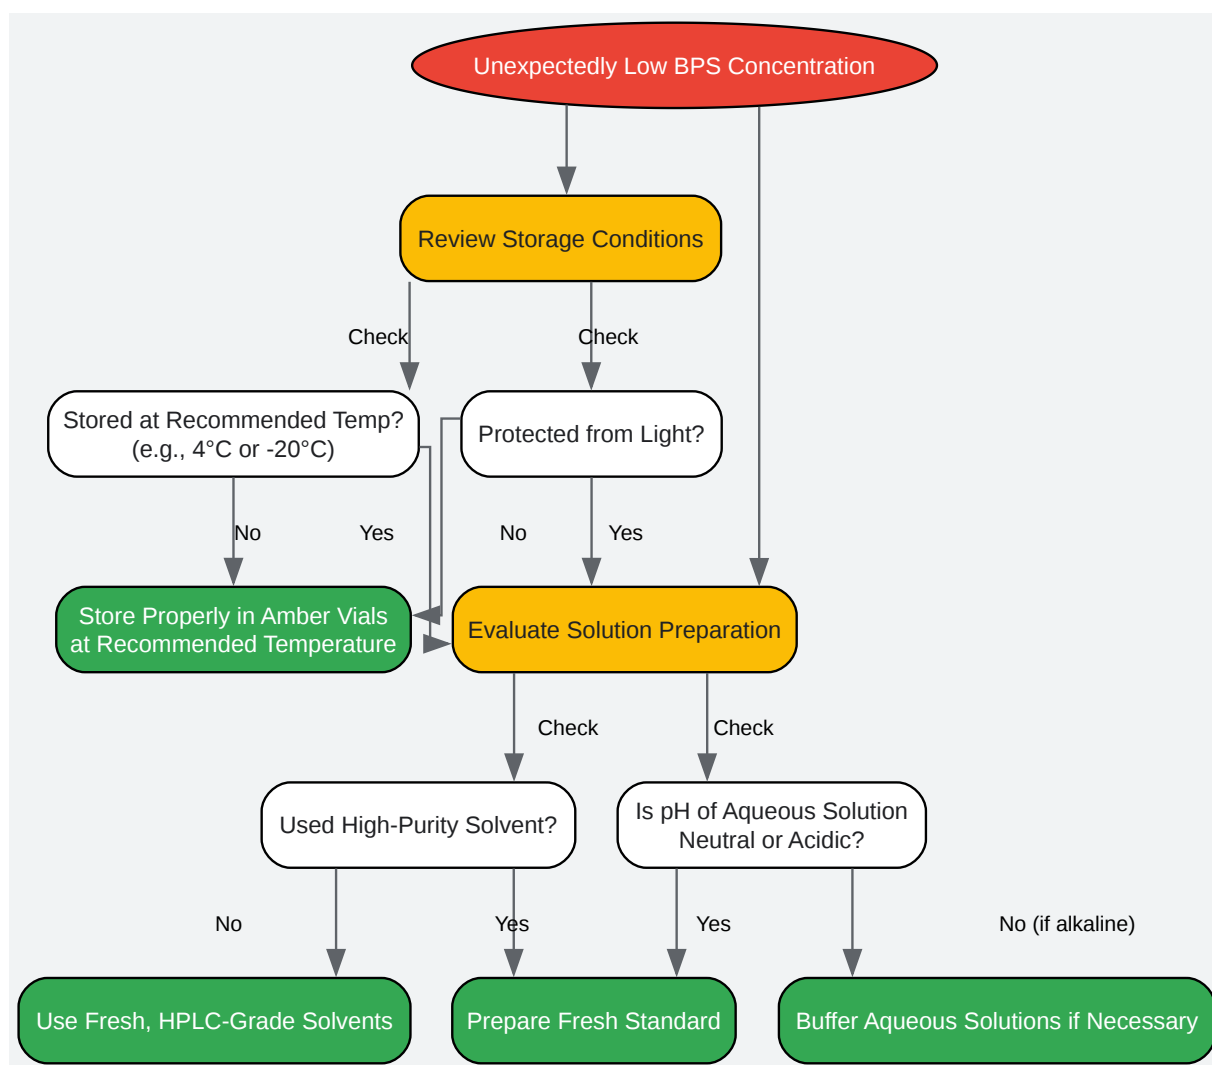 Unexpectedly Low BPS Concentration
Review Storage Conditions
Check
Check
Stored at Recommended Temp?
(e.g., 4°C or -20°C)
Protected from Light?
No
Yes
No
Yes
Store Properly in Amber Vials
at Recommended Temperature
Evaluate Solution Preparation
Check
Check
Used High-Purity Solvent?
Is pH of Aqueous Solution
Neutral or Acidic?
No
Yes
Yes
No (if alkaline)
Use Fresh, HPLC-Grade Solvents
Prepare Fresh Standard
Buffer Aqueous Solutions if Necessary